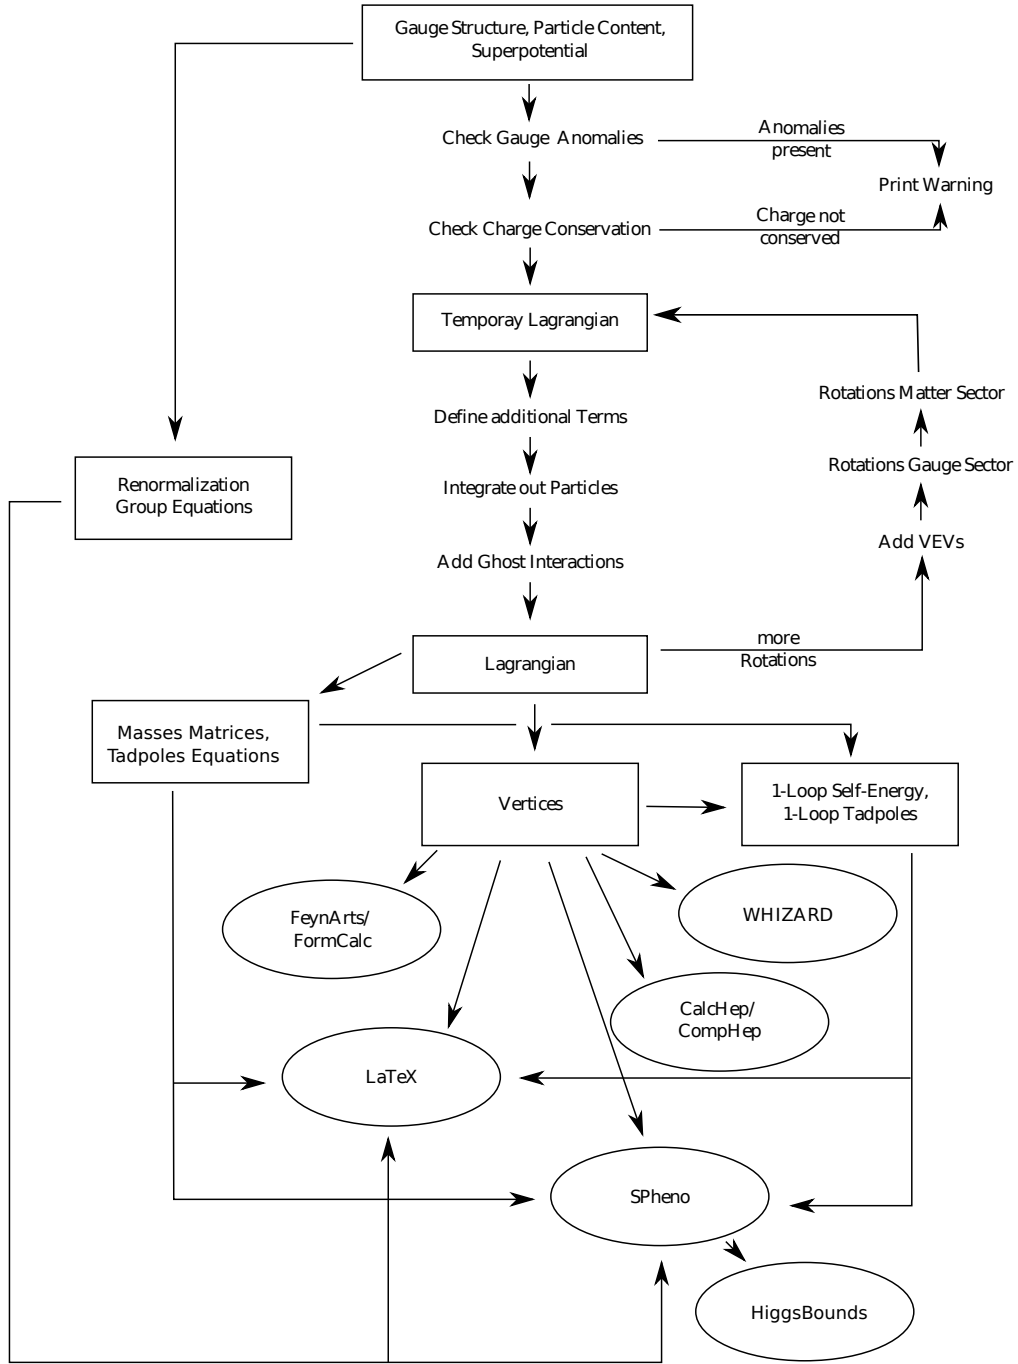 Gauge Structure, Particle Content,
Superpotential
Check Gauge Anomalies
Anomalies
present
Print Warning
Check Charge Conservation
Charge not
conserved
Temporay Lagrangian
Rotations Matter Sector
Define additional Terms
Rotations Gauge Sector
Renormalization
Group Equations
Integrate out Particles
Add VEVs
Add Ghost Interactions
more
Rotations
Lagrangian
Masses Matrices,
Tadpoles Equations
Vertices
1-Loop Self-Energy,
1-Loop Tadpoles
FeynArts/
FormCalc
WHIZARD
CalcHep/
CompHep
LaTeX
SPheno
HiggsBounds